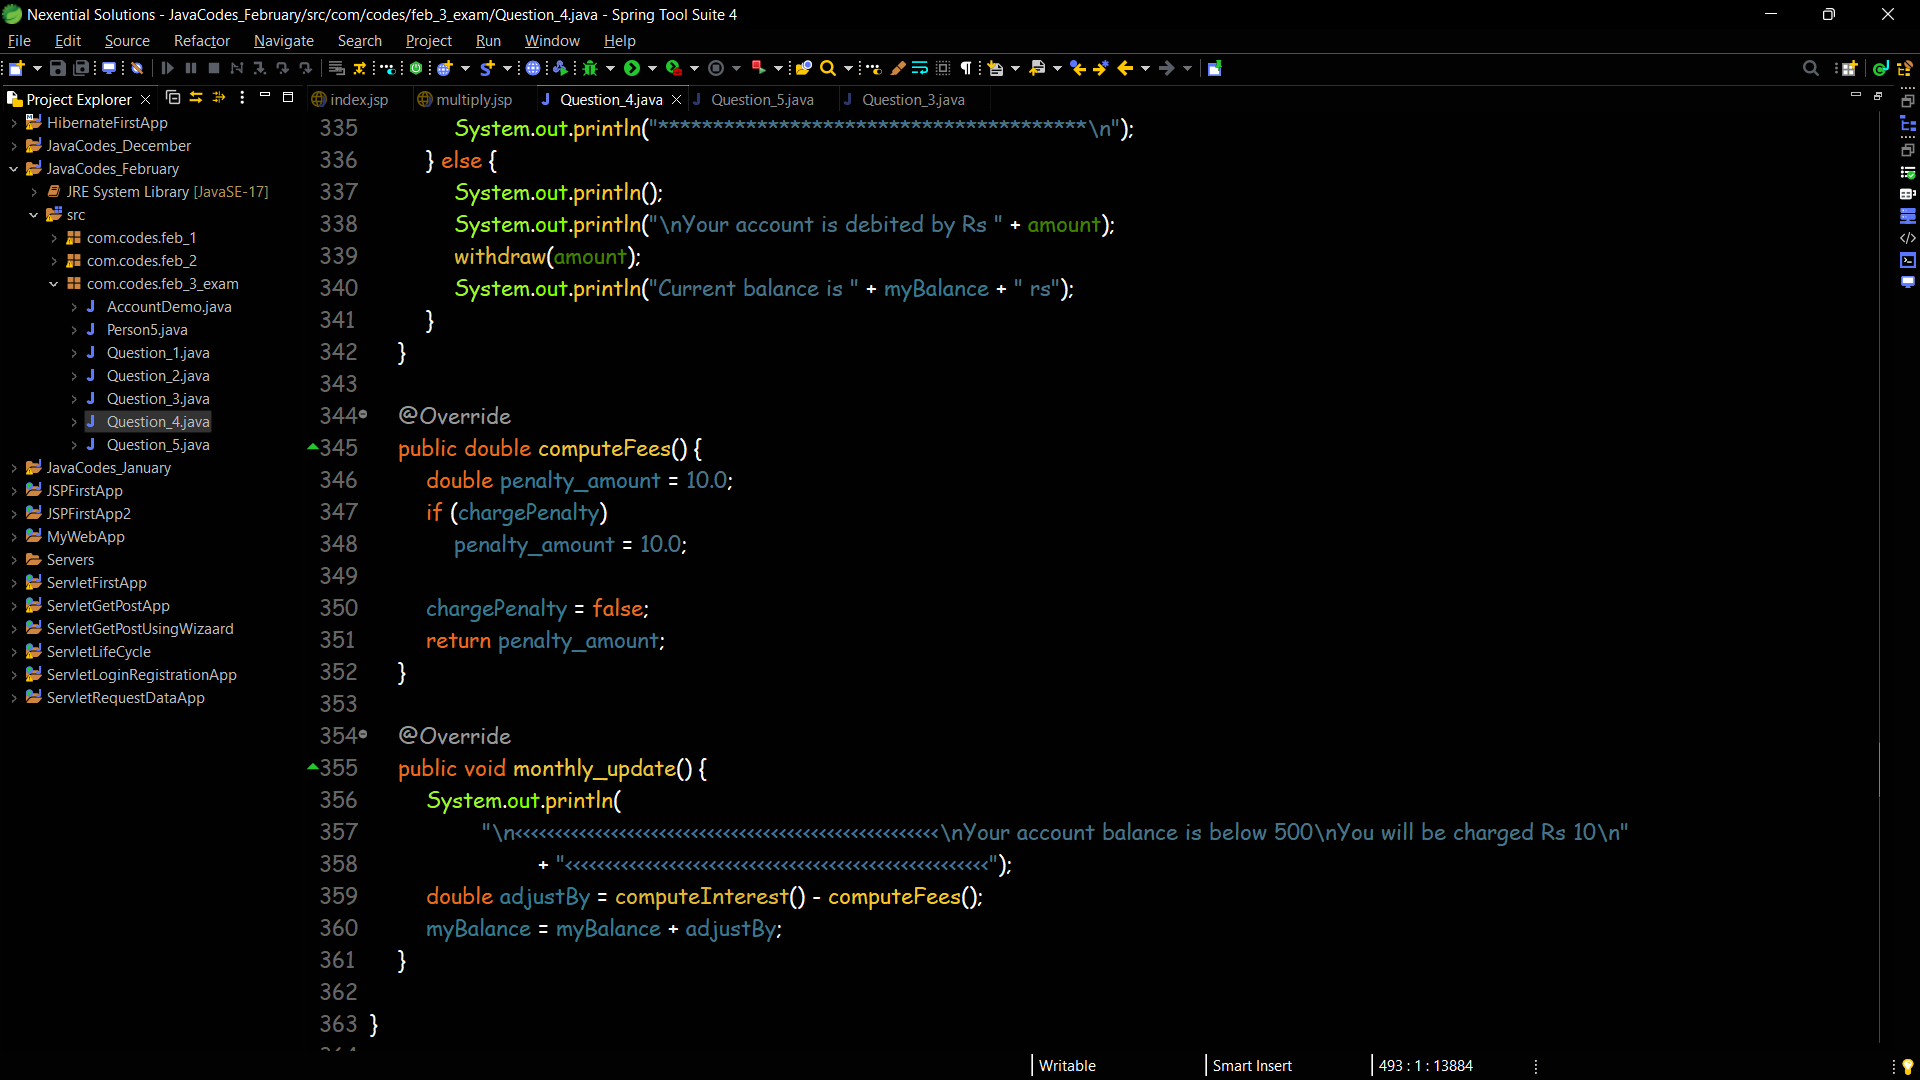 Nexential Solutions - JavaCodes_February/src/com/codes/feb_3_exam/Question_4.java - Spring Tool Suite 4
File Edit Source Refactor Navigate Search Project Run Window Help
Project Explorer
index.jsp multiply.jsp Question_4.java Question_5.java Question_3.java
HibernateFirstApp
JavaCodes_December
JavaCodes_February
JRE System Library [JavaSE-17]
src
com.codes.feb_1
com.codes.feb_2
com.codes.feb_3_exam
AccountDemo.java
Person5.java
Question_1.java
Question_2.java
Question_3.java
Question_4.java
Question_5.java
JavaCodes_January
JSPFirstApp
JSPFirstApp2
MyWebApp
Servers
ServletFirstApp
ServletGetPostApp
ServletGetPostUsingWizaard
ServletLifeCycle
ServletLoginRegistrationApp
ServletRequestDataApp
335 System.out.println("***************************************\n");
336 } else {
337 System.out.println();
338 System.out.println("\nYour account is debited by Rs " + amount);
339 withdraw(amount);
340 System.out.println("Current balance is " + myBalance + " rs");
341 }
342 }
343
344 @Override
345 public double computeFees() {
346 double penalty_amount = 10.0;
347 if (chargePenalty)
348 penalty_amount = 10.0;
349
350 chargePenalty = false;
351 return penalty_amount;
352 }
353
354 @Override
355 public void monthly_update() {
356 System.out.println(
357 "\n<<<<<<<<<<<<<<<<<<<<<<<<<<<<<<<<<<<<<<<<<<<<<<<<<<<<<\nYour account balance is below 500\nYou will be charged Rs 10\n"
358 + "<<<<<<<<<<<<<<<<<<<<<<<<<<<<<<<<<<<<<<<<<<<<<<<<<<<<<");
359 double adjustBy = computeInterest() - computeFees();
360 myBalance = myBalance + adjustBy;
361 }
362
363 }
Writable Smart Insert 493 : 1 : 13884